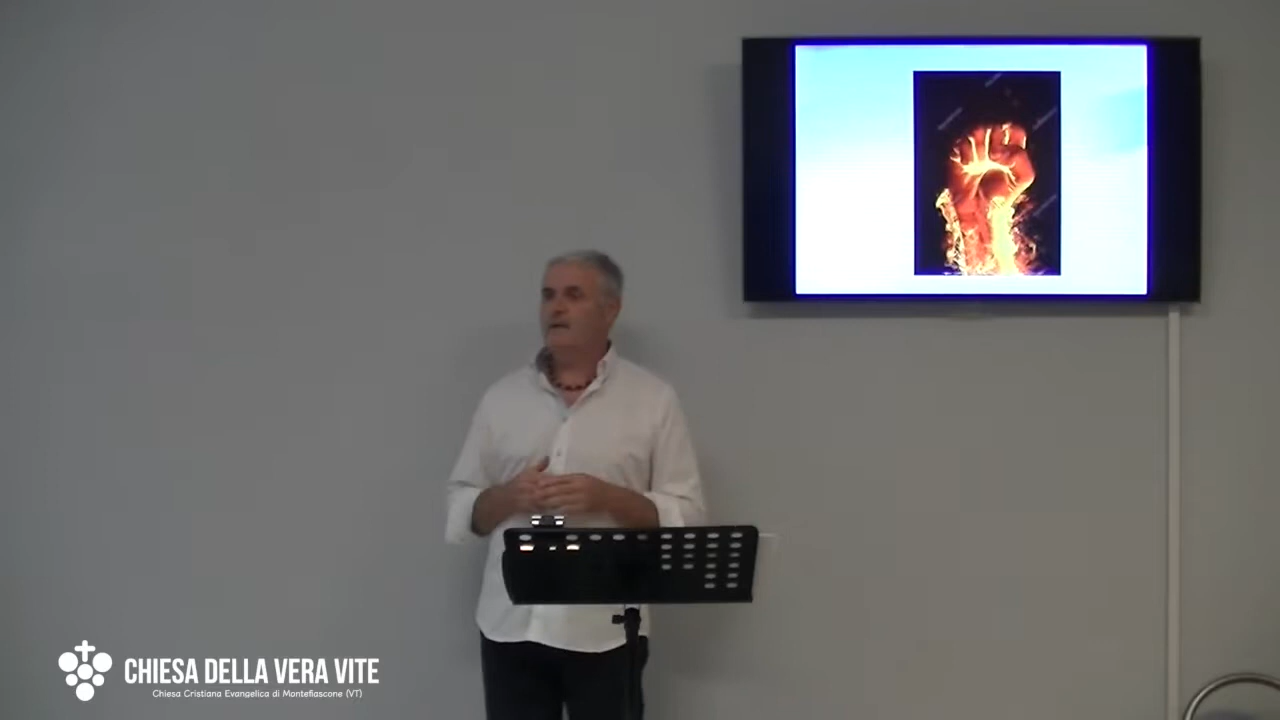 CHIESA DELLA VERA VITE
Chiesa Cristiana Evangelica di Montefiascone (VT)